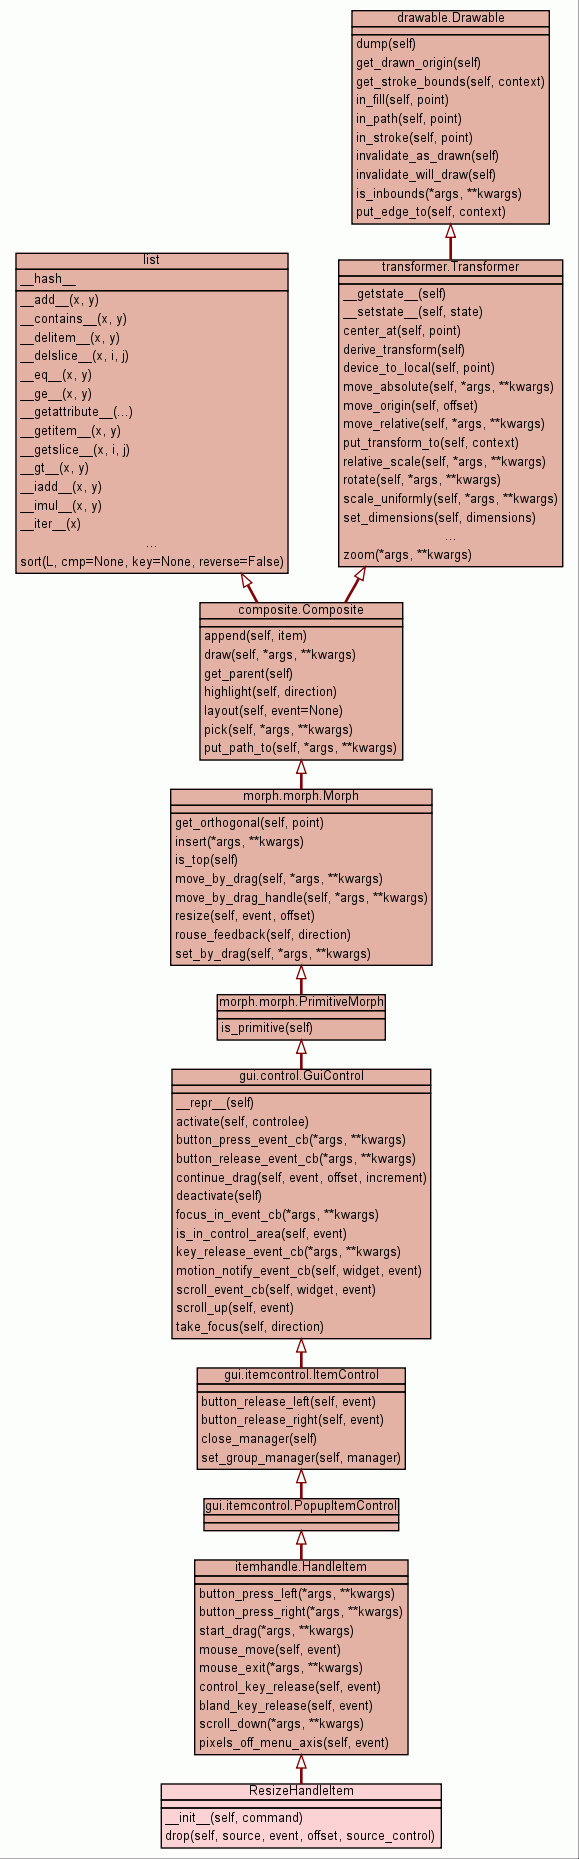 drawable.Drawable
dump(self)
get_drawn_origin(self)
get_stroke_bounds(self, context)
in_fill(self, point)
in_path(self, point)
in_stroke(self, point)
invalidate_as_drawn(self)
invalidate_will_draw(self)
is_inbounds(*args, **kwargs)
put_edge_to(self, context)
list
__hash__
__add__(x, y)
__contains__(x, y)
__delitem__(x, y)
__delslice__(x, i, j)
__eq__(x, y)
__ge__(x, y)
__getattribute__(...)
__getitem__(x, y)
__getslice__(x, i, j)
__gt__(x, y)
__iadd__(x, y)
__imul__(x, y)
__iter__(x)
...
sort(L, cmp=None, key=None, reverse=False)
transformer.Transformer
__getstate__(self)
__setstate__(self, state)
center_at(self, point)
derive_transform(self)
device_to_local(self, point)
move_absolute(self, *args, **kwargs)
move_origin(self, offset)
move_relative(self, *args, **kwargs)
put_transform_to(self, context)
relative_scale(self, *args, **kwargs)
rotate(self, *args, **kwargs)
scale_uniformly(self, *args, **kwargs)
set_dimensions(self, dimensions)
...
zoom(*args, **kwargs)
composite.Composite
append(self, item)
draw(self, *args, **kwargs)
get_parent(self)
highlight(self, direction)
layout(self, event=None)
pick(self, *args, **kwargs)
put_path_to(self, *args, **kwargs)
morph.morph.Morph
get_orthogonal(self, point)
insert(*args, **kwargs)
is_top(self)
move_by_drag(self, *args, **kwargs)
move_by_drag_handle(self, *args, **kwargs)
resize(self, event, offset)
rouse_feedback(self, direction)
set_by_drag(self, *args, **kwargs)
morph.morph.PrimitiveMorph
is_primitive(self)
gui.control.GuiControl
__repr__(self)
activate(self, controlee)
button_press_event_cb(*args, **kwargs)
button_release_event_cb(*args, **kwargs)
continue_drag(self, event, offset, increment)
deactivate(self)
focus_in_event_cb(*args, **kwargs)
is_in_control_area(self, event)
key_release_event_cb(*args, **kwargs)
motion_notify_event_cb(self, widget, event)
scroll_event_cb(self, widget, event)
scroll_up(self, event)
take_focus(self, direction)
gui.itemcontrol.ItemControl
button_release_left(self, event)
button_release_right(self, event)
close_manager(self)
set_group_manager(self, manager)
gui.itemcontrol.PopupItemControl
itemhandle.HandleItem
button_press_left(*args, **kwargs)
button_press_right(*args, **kwargs)
start_drag(*args, **kwargs)
mouse_move(self, event)
mouse_exit(*args, **kwargs)
control_key_release(self, event)
bland_key_release(self, event)
scroll_down(*args, **kwargs)
pixels_off_menu_axis(self, event)
ResizeHandleItem
__init__(self, command)
drop(self, source, event, offset, source_control)